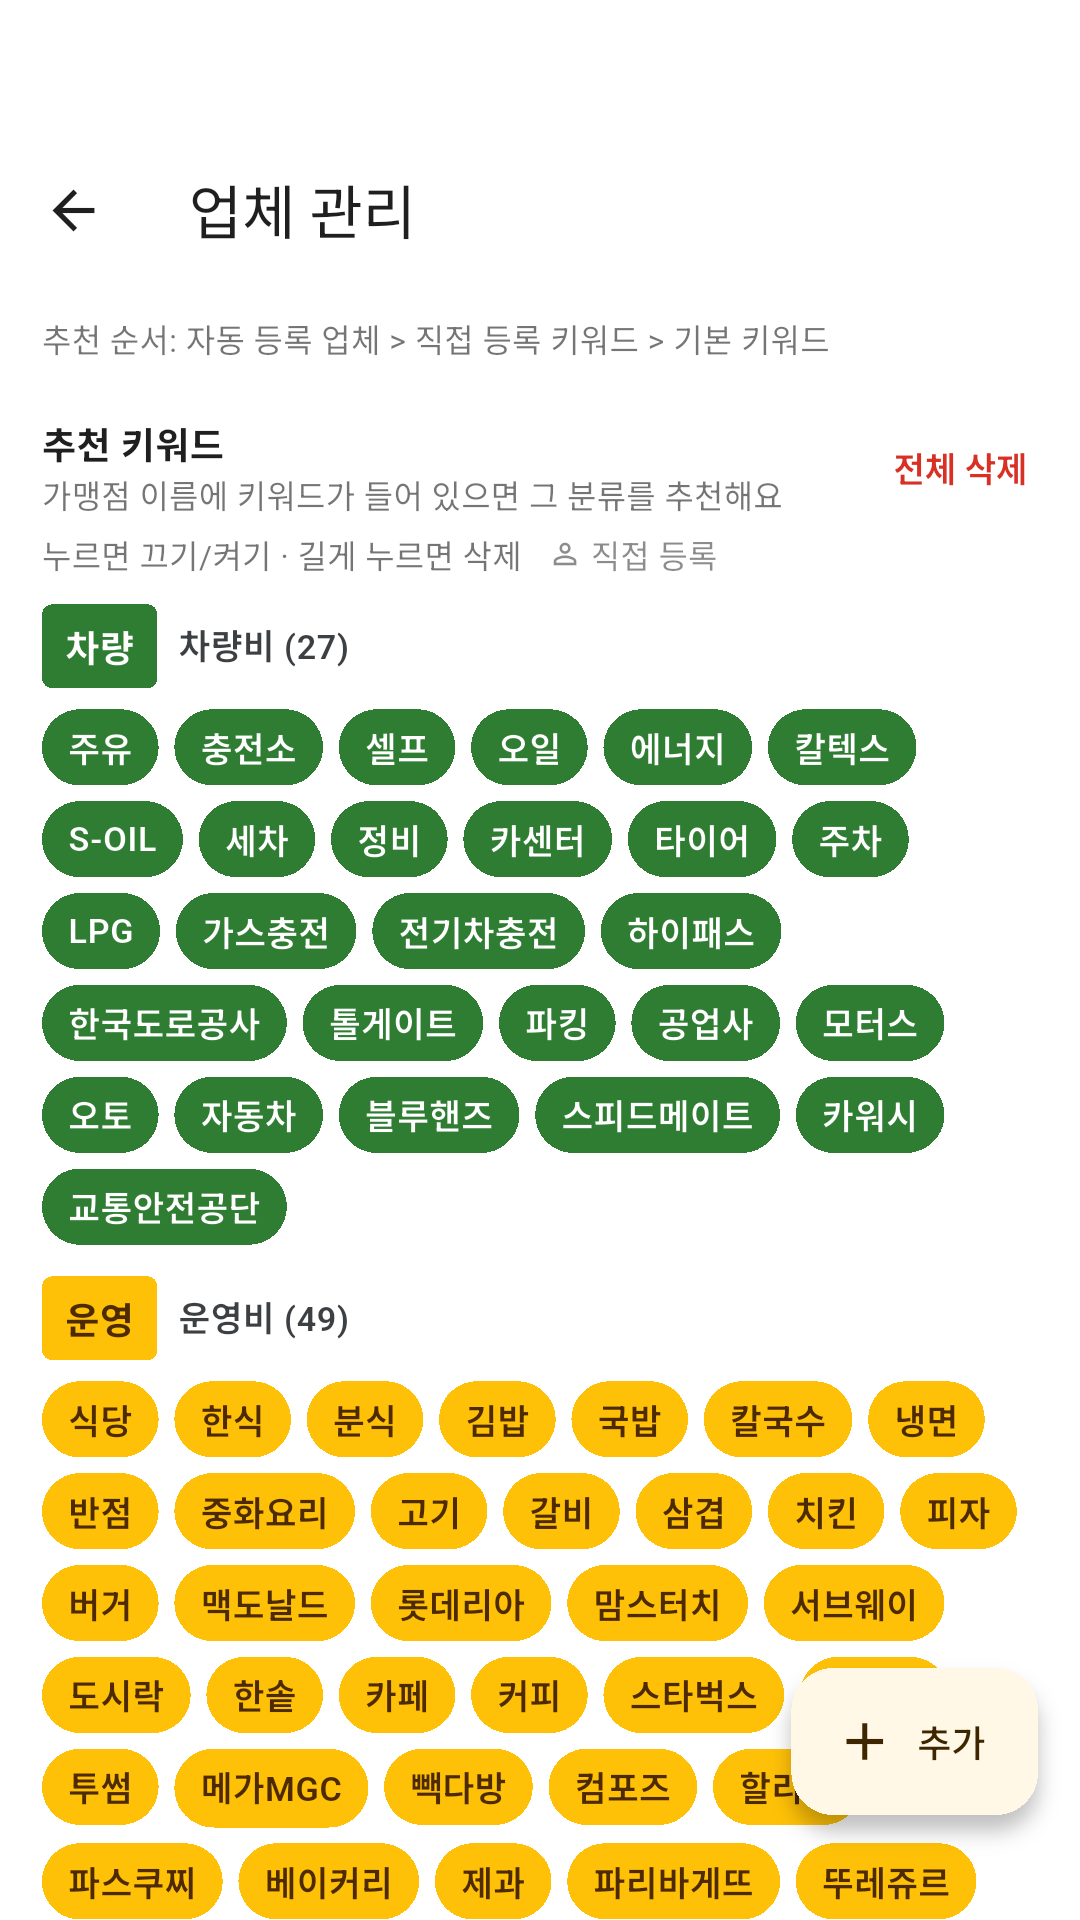 업체 관리
추천 순서: 자동 등록 업체 > 직접 등록 키워드 > 기본 키워드
추천 키워드
전체 삭제
가맹점 이름에 키워드가 들어 있으면 그 분류를 추천해요
누르면 끄기/켜기 · 길게 누르면 삭제 직접 등록
차량 차량비 (27)
주유 충전소 셀프 오일 에너지 칼텍스
S-OIL 세차 정비 카센터 타이어 주차
LPG 가스충전 전기차충전 하이패스
한국도로공사 톨게이트 파킹 공업사 모터스
오토 자동차 블루핸즈 스피드메이트 카워시
교통안전공단
운영 운영비 (49)
식당 한식 분식 김밥 국밥 칼국수 냉면
반점 중화요리 고기 갈비 삼겹 치킨 피자
버거 맥도날드 롯데리아 맘스터치 서브웨이
도시락 한솥 카페 커피 스타벅스
투썸 메가MGC 빽다방 컴포즈
추가
파스쿠찌 베이커리 제과 파리바게뜨 뚜레쥬르